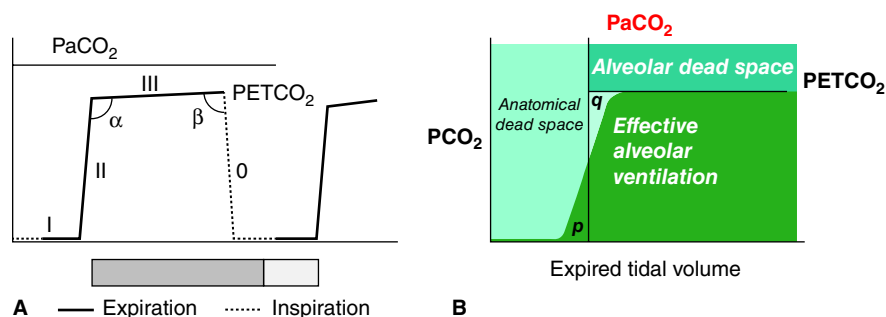 PaCO₂
III
PETCO₂
α
β
II
0
I
A
Expiration
Inspiration
PaCO₂
Alveolar dead space
PETCO₂
Anatomical
dead space
q
Effective
alveolar
ventilation
PCO₂
p
Expired tidal volume
B